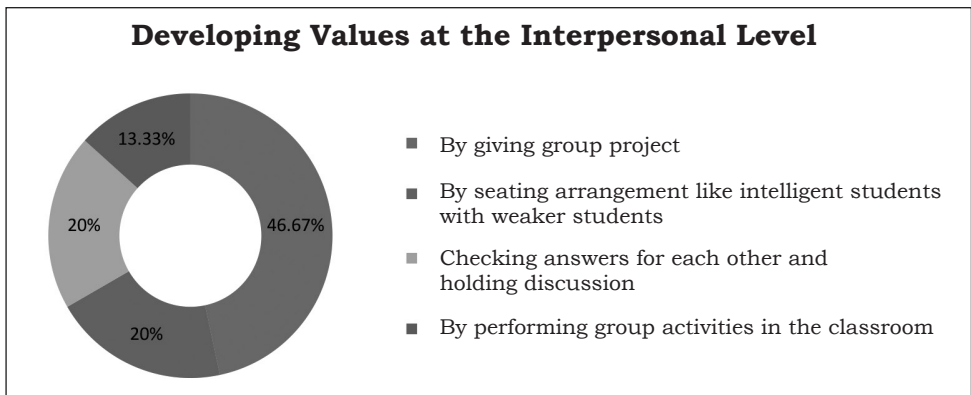 Developing Values at the Interpersonal Level
13.33%
46.67%
20%
20%
By giving group project
By seating arrangement like intelligent students
with weaker students
Checking answers for each other and
holding discussion
By performing group activities in the classroom